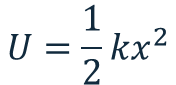 U = 1/2 kx²